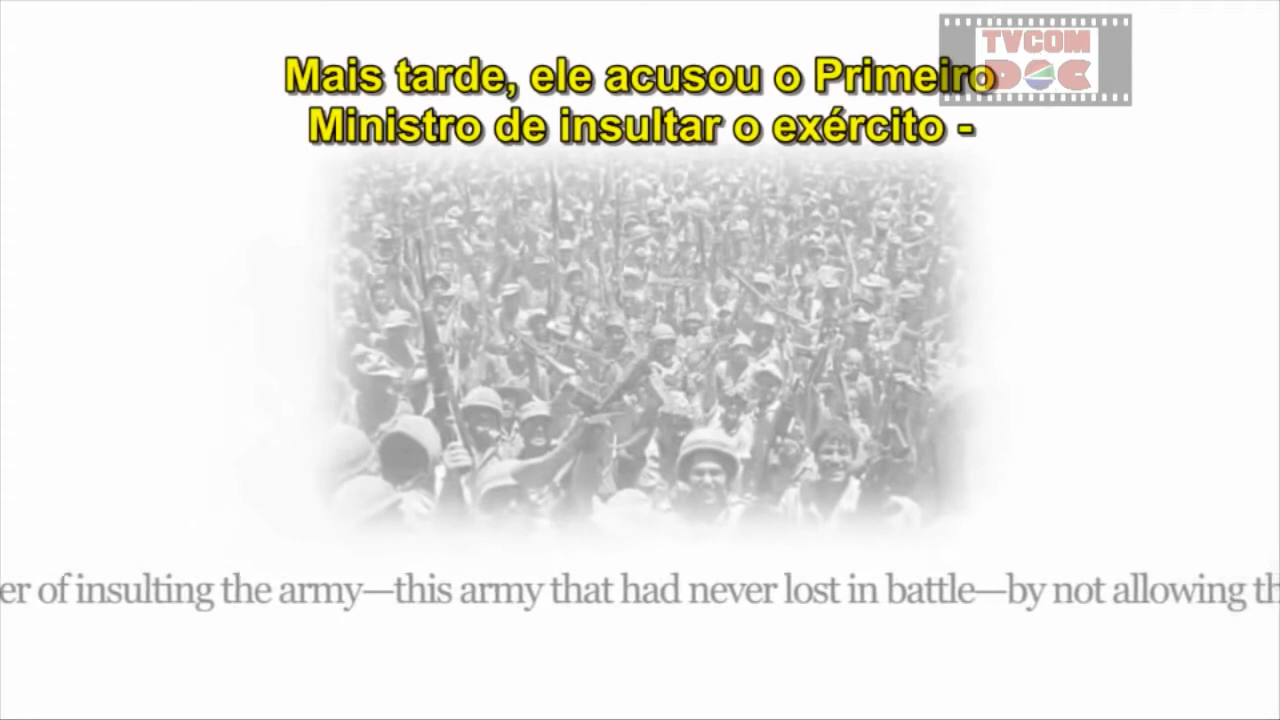 TVCOM
DOC
Mais tarde, ele acusou o Primeiro
Ministro de insultar o exército -
er of insulting the army—this army that had never lost in battle—by not allowing th